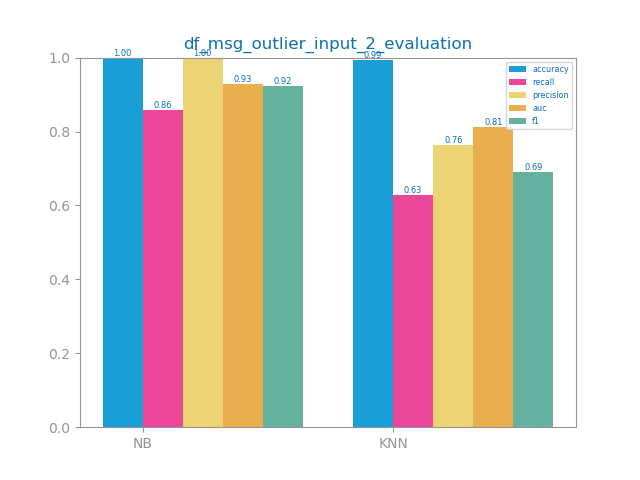 df_msg_outlier_input_2_evaluation
1.0
0.8
0.6
0.4
0.2
0.0
1.00
0.86
1.00
0.93
0.92
0.99
0.63
0.76
0.81
0.69
accuracy
recall
precision
auc
f1
NB
KNN